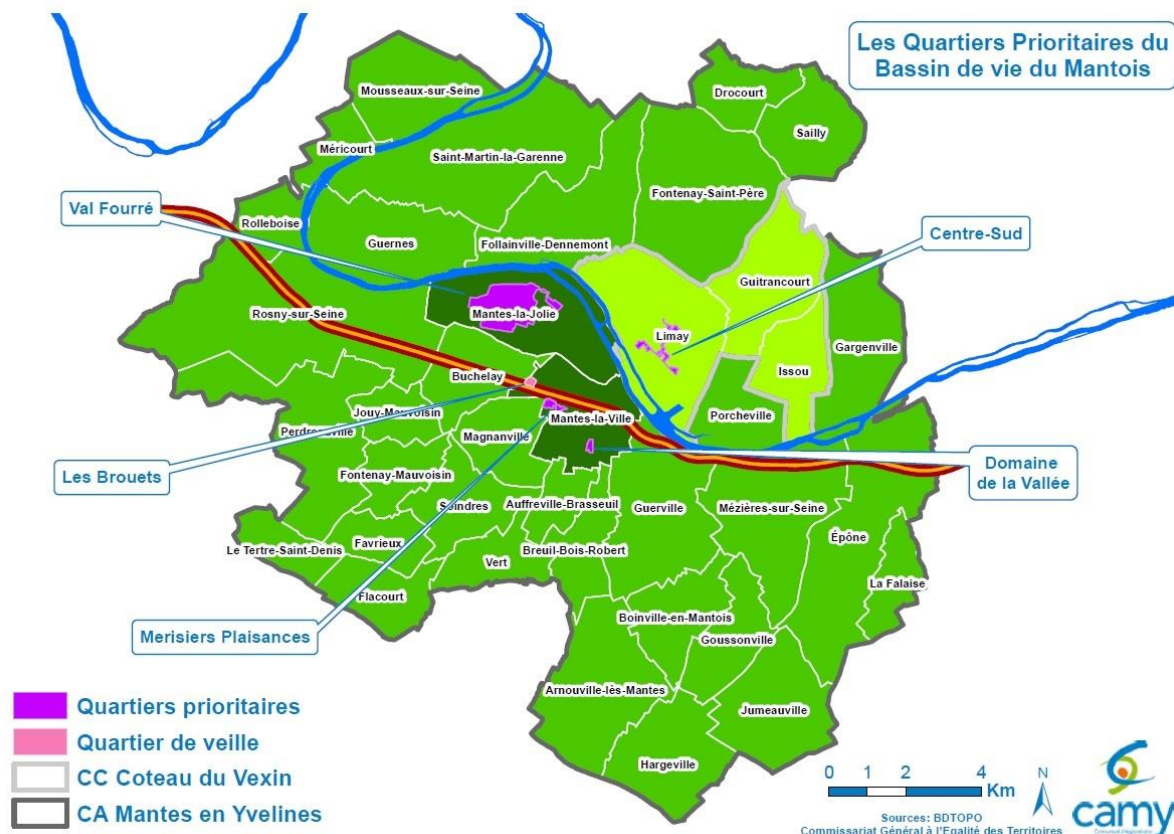 Les Quartiers Prioritaires du
Bassin de vie du Mantois
Drocourt
Mousseaux-sur-Seine
Sailly
Méricourt
Saint-Martin-la-Garenne
Fontenay-Saint-Père
Val Fourré
Rolleboise
Centre-Sud
Guernes
Follainville-Dennemont
Guitrancourt
Rosny-sur-Seine
Mantes-la-Jolie
Limay
Gargenville
Issou
Buchelay
Jouy-Mauvoisin
Mantes-la-Ville
Porcheville
Perdreauville
Magnanville
Les Brouets
Domaine
de la Vallée
Fontenay-Mauvoisin
Soindres
Auffreville-Brasseuil
Guerville
Mézières-sur-Seine
Épône
Favrieux
Le Tertre-Saint-Denis
Breuil-Bois-Robert
Vert
La Falaise
Flacourt
Boinville-en-Mantois
Merisiers Plaisances
Goussonville
Arnouville-lès-Mantes
Jumeauville
Hargeville
Quartiers prioritaires
Quartier de veille
CC Coteau du Vexin
CA Mantes en Yvelines
0 1 2 4
Km
N
Sources: BDTOPO
Commissariat Général à l'Egalité des Territoires
camy